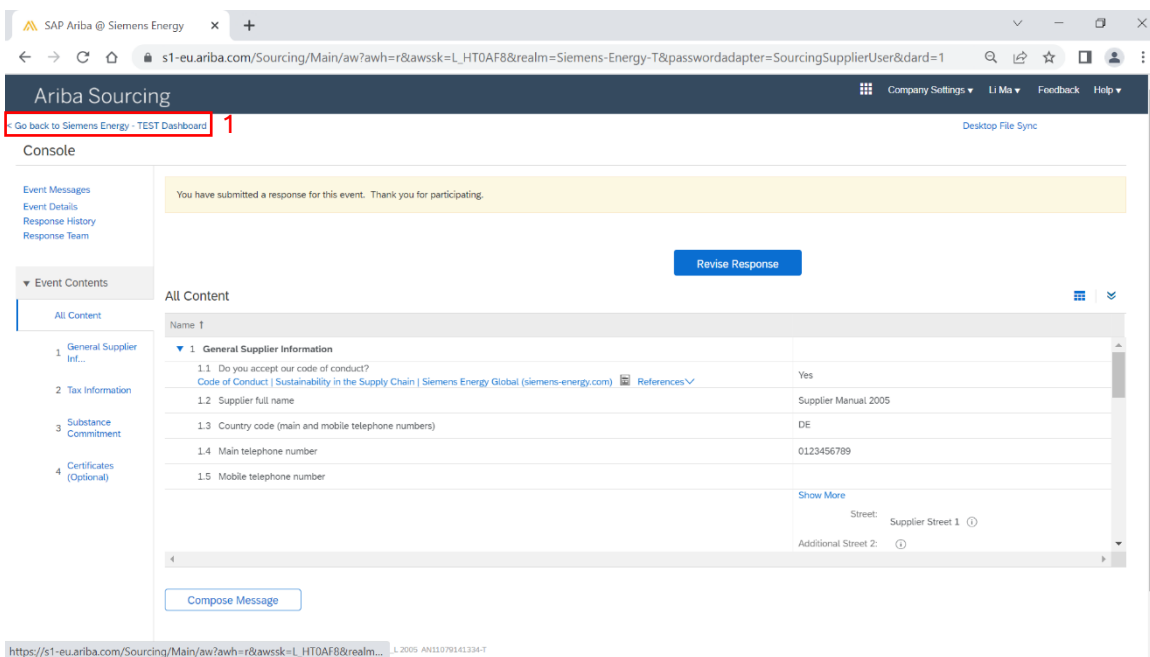 SAP Ariba @ Siemens Energy
s1-eu.ariba.com/Sourcing/Main/aw?awh=r&awssk=L_HT0AF8&realm=Siemens-Energy-T&passwordadapter=SourcingSupplierUser&dard=1
Ariba Sourcing
Company Settings ▾ Li Ma ▾ Feedback Help ▾
< Go back to Siemens Energy - TEST Dashboard 1
Desktop File Sync
Console
Event Messages
Event Details
Response History
Response Team
You have submitted a response for this event. Thank you for participating.
Revise Response
▼ Event Contents
All Content
1 General Supplier Inf...
2 Tax Information
3 Substance Commitment
4 Certificates (Optional)
All Content
Name ↑
▼ 1 General Supplier Information
1.1 Do you accept our code of conduct?
Code of Conduct | Sustainability in the Supply Chain | Siemens Energy Global (siemens-energy.com) References
Yes
1.2 Supplier full name Supplier Manual 2005
1.3 Country code (main and mobile telephone numbers) DE
1.4 Main telephone number 0123456789
1.5 Mobile telephone number
Show More
Street: Supplier Street 1
Additional Street 2:
Compose Message
https://s1-eu.ariba.com/Sourcing/Main/aw?awh=r&awssk=L_HT0AF8&realm... L 2005 AN11079141334-T